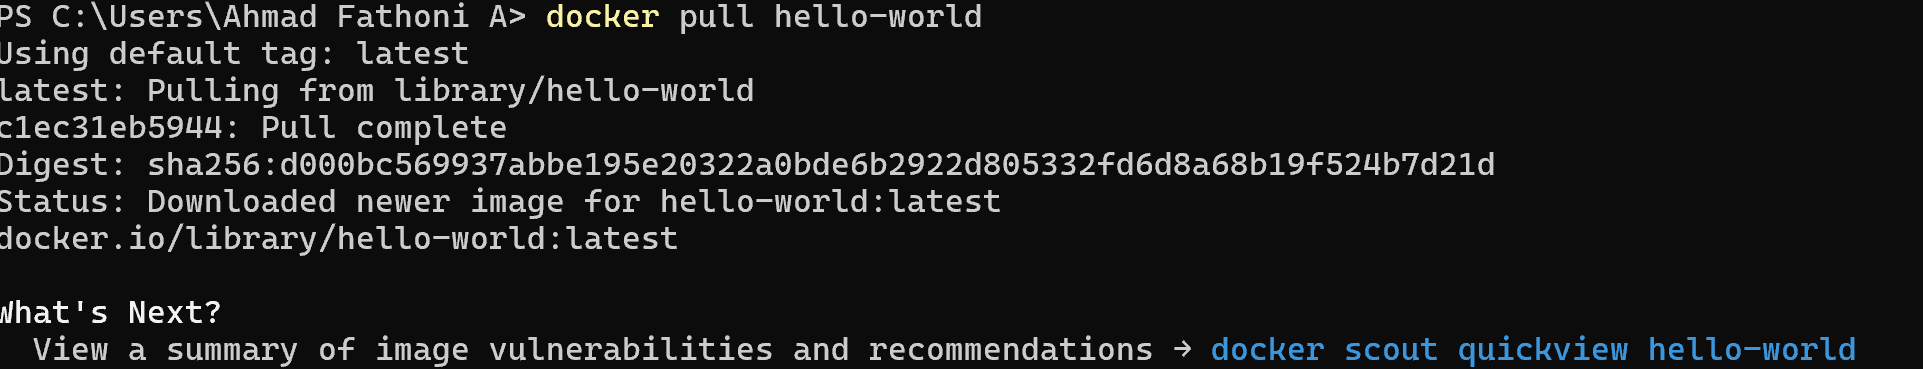 PS C:\Users\Ahmad Fathoni A> docker pull hello-world
Using default tag: latest
latest: Pulling from library/hello-world
c1ec31eb5944: Pull complete
Digest: sha256:d000bc569937abbe195e20322a0bde6b2922d805332fd6d8a68b19f524b7d21d
Status: Downloaded newer image for hello-world:latest
docker.io/library/hello-world:latest
What's Next?
View a summary of image vulnerabilities and recommendations → docker scout quickview hello-world